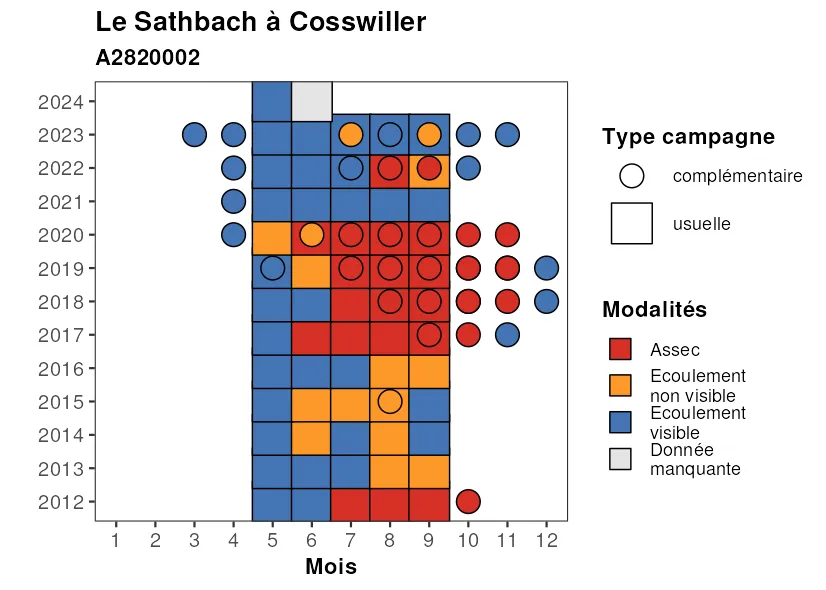 Le Sathbach à Cosswiller
A2820002
2024
2023
2022
2021
2020
2019
2018
2017
2016
2015
2014
2013
2012
1 2 3 4 5 6 7 8 9 10 11 12
Mois
Type campagne
complémentaire
usuelle
Modalités
Assec
Ecoulement
non visible
Ecoulement
visible
Donnée
manquante